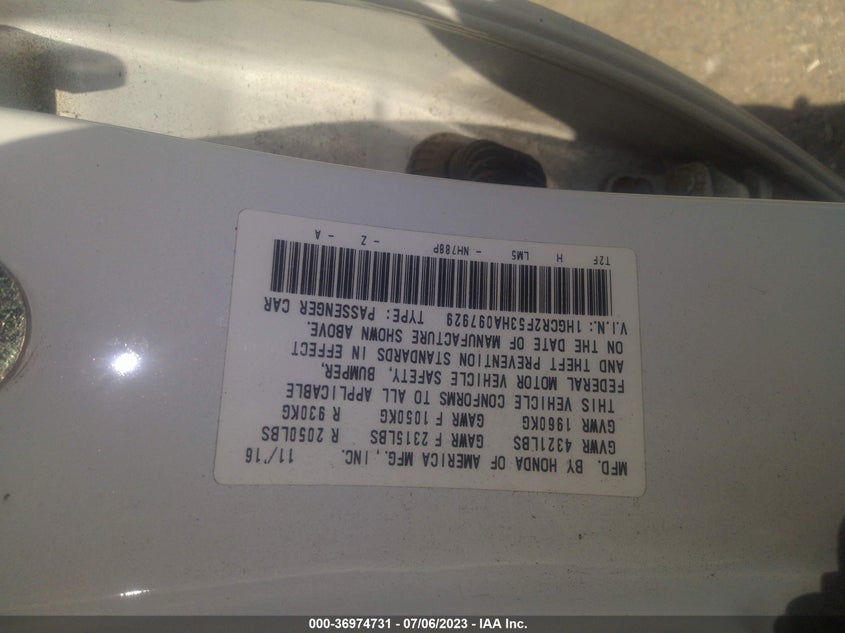 MFD. BY HONDA OF AMERICA MFG., INC. 11/16
GVWR 4321LBS GAWR F 2315LBS R 2050LBS
GVWR 1960KG GAWR F 1050KG R 930KG
THIS VEHICLE CONFORMS TO ALL APPLICABLE
FEDERAL MOTOR VEHICLE SAFETY, BUMPER,
AND THEFT PREVENTION STANDARDS IN EFFECT
ON THE DATE OF MANUFACTURE SHOWN ABOVE.
V.I.N.: 1HGCR2F53HA097929 TYPE: PASSENGER CAR
T2F H LM5 - NH788P - Z - A
000-36974731 - 07/06/2023 - IAA Inc.